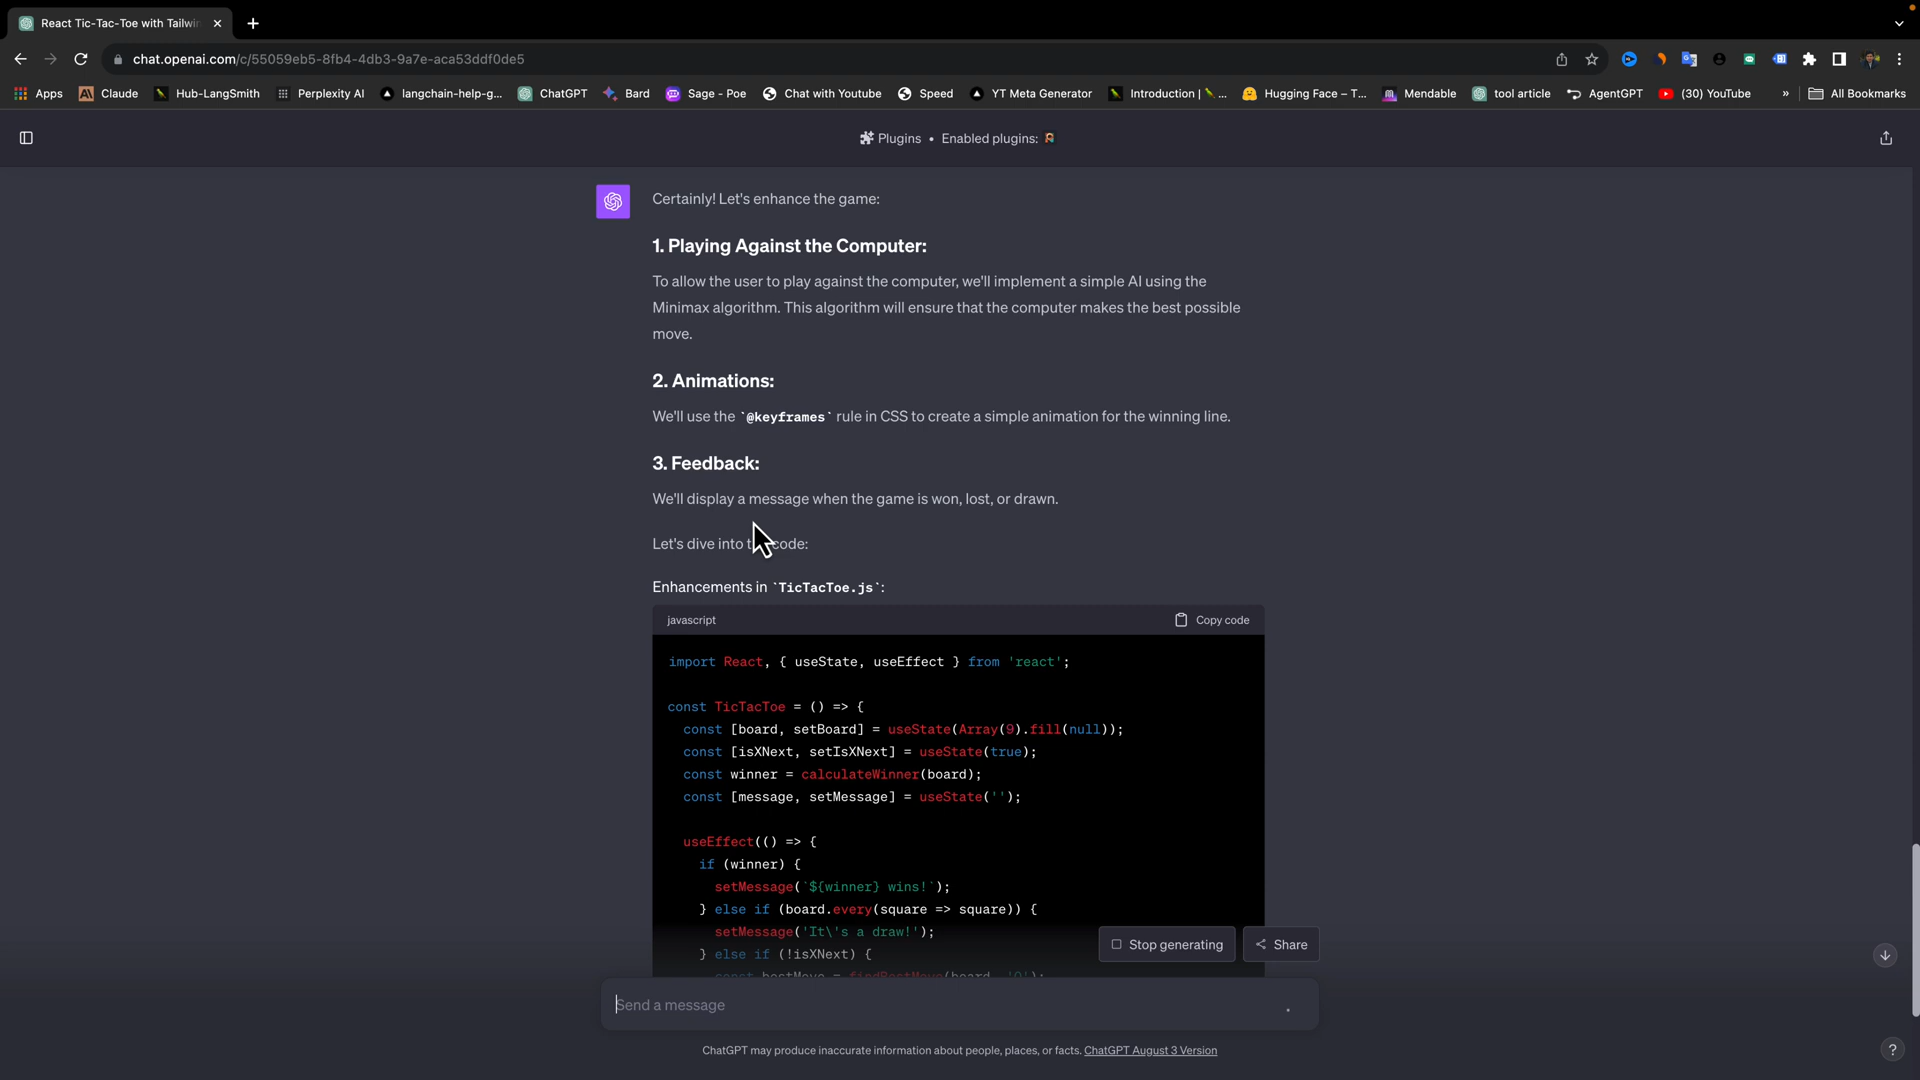 React Tic-Tac-Toe with Tailwin
chat.openai.com/c/55059eb5-8fb4-4db3-9a7e-aca53ddf0de5
Apps Claude Hub-LangSmith Perplexity AI langchain-help-g... ChatGPT Bard Sage - Poe Chat with Youtube Speed YT Meta Generator Introduction | ... Hugging Face – T... Mendable tool article AgentGPT (30) YouTube » All Bookmarks
Plugins • Enabled plugins:
Certainly! Let's enhance the game:
1. Playing Against the Computer:
To allow the user to play against the computer, we'll implement a simple AI using the
Minimax algorithm. This algorithm will ensure that the computer makes the best possible
move.
2. Animations:
We'll use the `@keyframes` rule in CSS to create a simple animation for the winning line.
3. Feedback:
We'll display a message when the game is won, lost, or drawn.
Let's dive into code:
Enhancements in `TicTacToe.js`:
javascript Copy code
import React, { useState, useEffect } from 'react';
const TicTacToe = () => {
const [board, setBoard] = useState(Array(9).fill(null));
const [isXNext, setIsXNext] = useState(true);
const winner = calculateWinner(board);
const [message, setMessage] = useState('');
useEffect(() => {
if (winner) {
setMessage(`${winner} wins!`);
} else if (board.every(square => square)) {
setMessage('It\'s a draw!');
} else if (!isXNext) {
const bestMove = findBestMove(board, 'O');
Stop generating Share
Send a message
ChatGPT may produce inaccurate information about people, places, or facts. ChatGPT August 3 Version
?